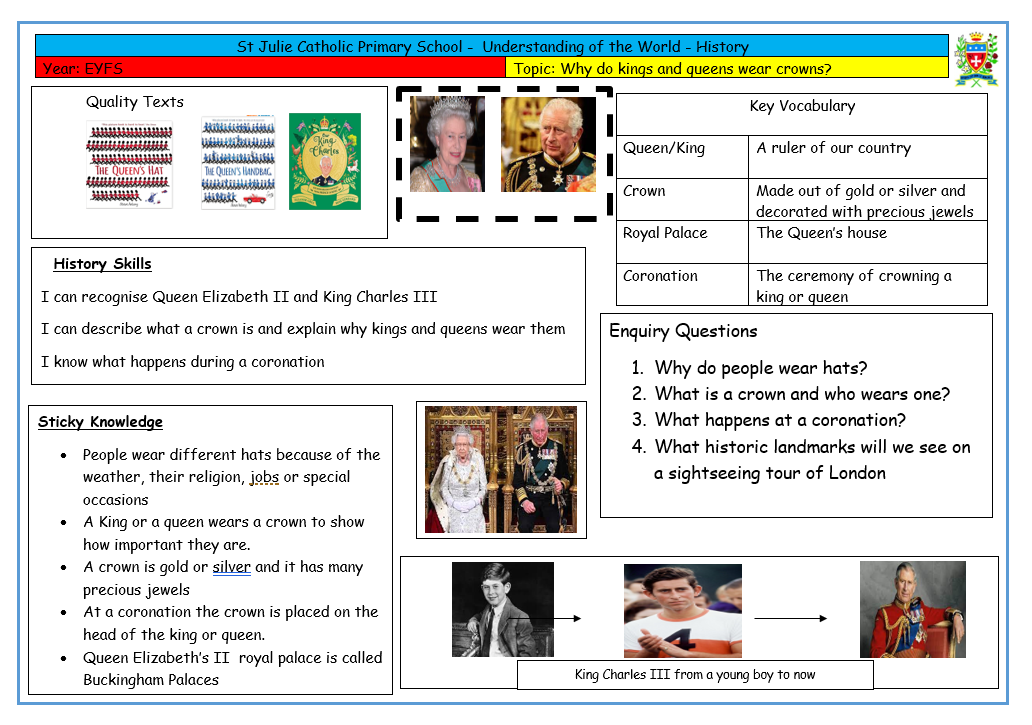 St Julie Catholic Primary School - Understanding of the World - History
Year: EYFS
Topic: Why do kings and queens wear crowns?
Quality Texts
THE QUEEN'S HAT
THE QUEEN'S HANDBAG
King Charles
Key Vocabulary
Queen/King
A ruler of our country
Crown
Made out of gold or silver and
decorated with precious jewels
Royal Palace
The Queen's house
Coronation
The ceremony of crowning a
king or queen
History Skills
I can recognise Queen Elizabeth II and King Charles III
I can describe what a crown is and explain why kings and queens wear them
I know what happens during a coronation
Enquiry Questions
1. Why do people wear hats?
2. What is a crown and who wears one?
3. What happens at a coronation?
4. What historic landmarks will we see on
a sightseeing tour of London
Sticky Knowledge
• People wear different hats because of the
weather, their religion, jobs or special
occasions
• A King or a queen wears a crown to show
how important they are.
• A crown is gold or silver and it has many
precious jewels
• At a coronation the crown is placed on the
head of the king or queen.
• Queen Elizabeth's II royal palace is called
Buckingham Palaces
4
King Charles III from a young boy to now